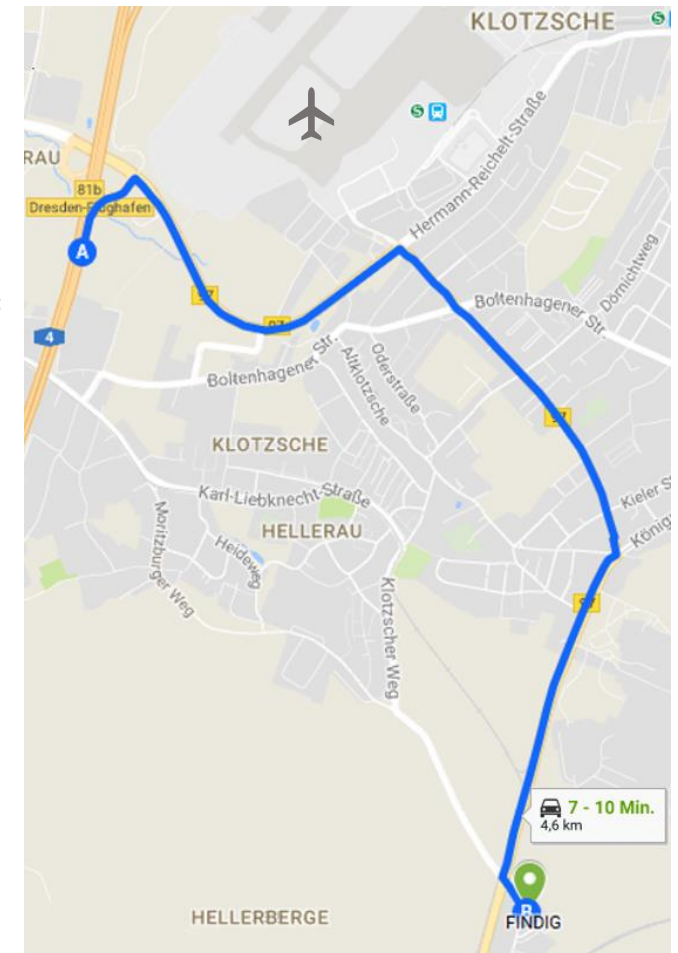 KLOTZSCHE
S
S
RAU
81b
Dresden-Flughafen
A
Hermann-Reichelt-Straße
Dörnichtweg
97
97
4
Boltenhagener Str.
Boltenhagener Str.
Oderstraße
Altklotzsche
97
KLOTZSCHE
Karl-Liebknecht-Straße
Kieler S
HELLERAU
Königs
Moritzburger Weg
Heideweg
Klotzscher Weg
97
7 - 10 Min.
4,6 km
B
FINDIG
HELLERBERGE